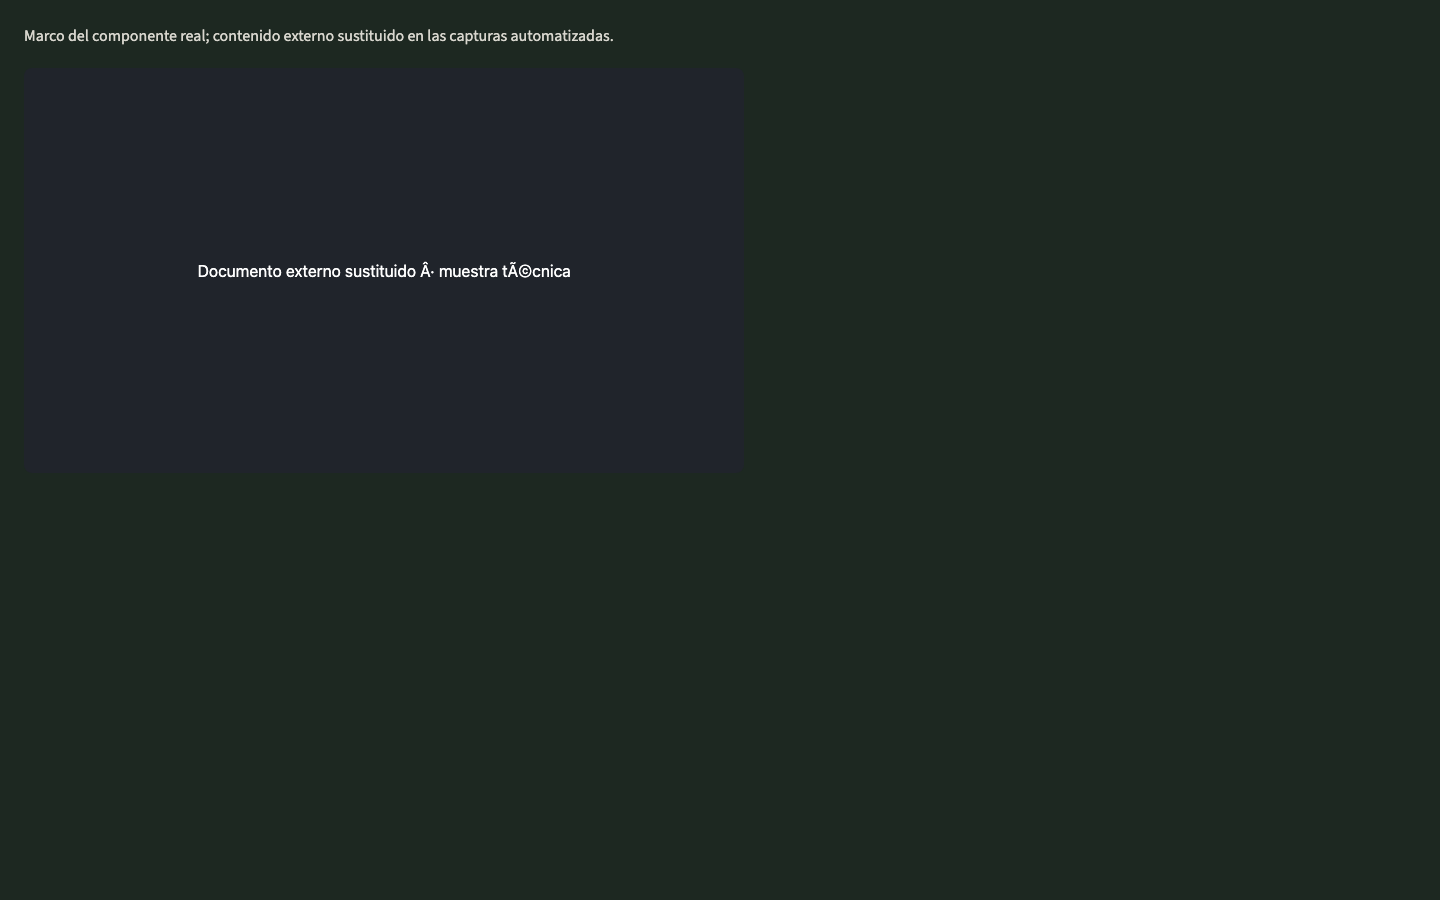 Marco del componente real; contenido externo sustituido en las capturas automatizadas.
Documento externo sustituido Â· muestra tÃ©cnica